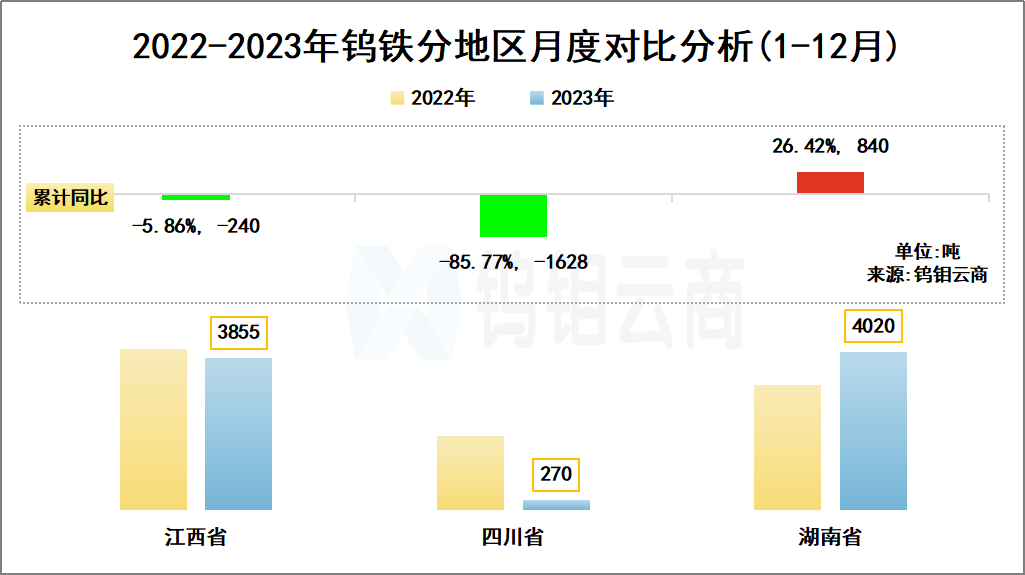 2022-2023年钨铁分地区月度对比分析(1-12月)
2022年 2023年
26.42%, 840
累计同比
-5.86%, -240
-85.77%, -1628
单位:吨
来源:钨钼云商
钨钼云商
3855
4020
270
江西省 四川省 湖南省